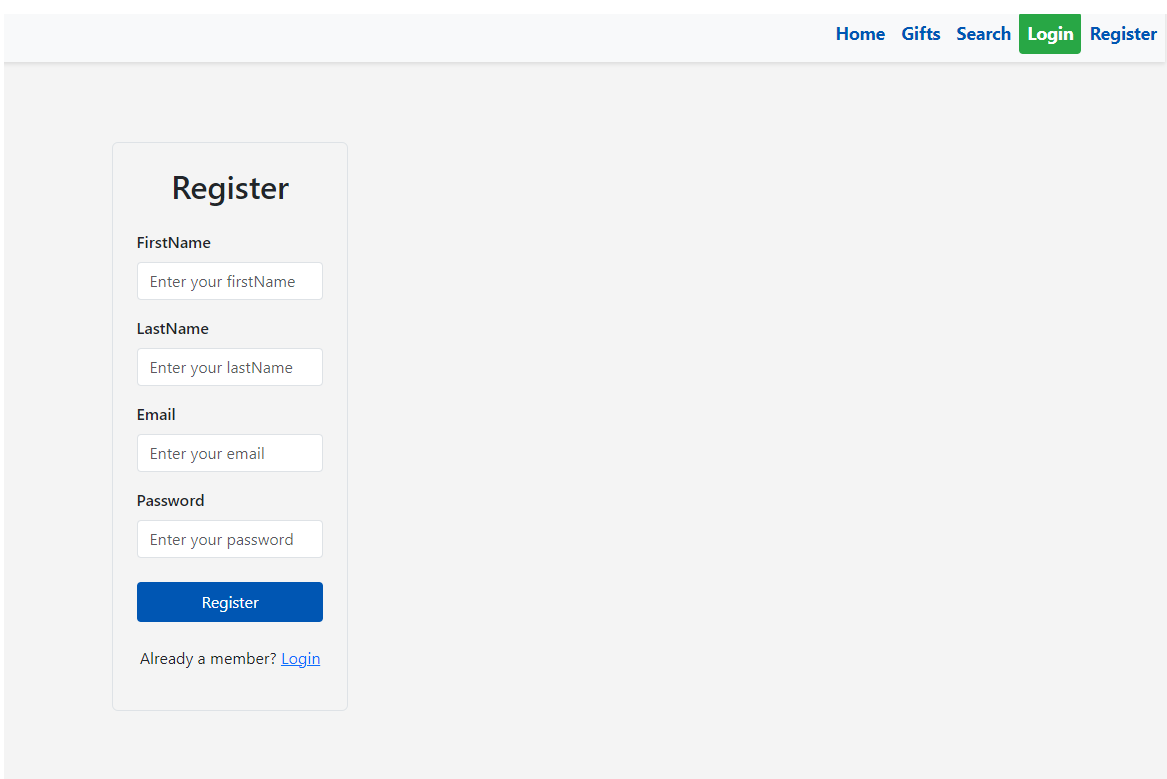 Home Gifts Search Login Register
Register
FirstName
Enter your firstName
LastName
Enter your lastName
Email
Enter your email
Password
Enter your password
Register
Already a member? Login